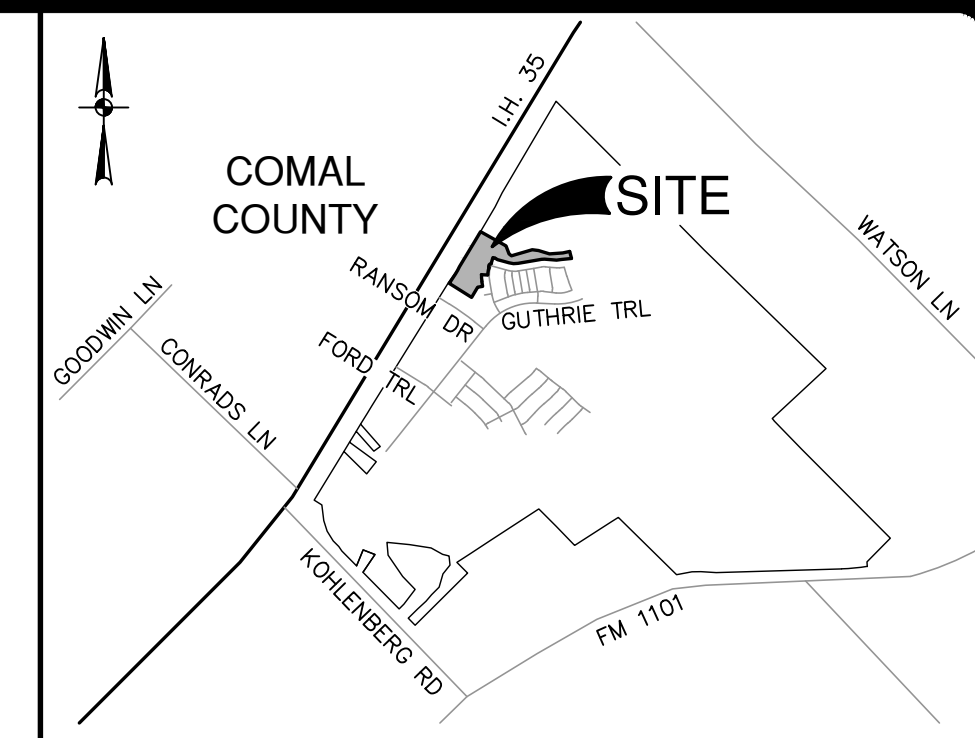 I.H. 35
COMAL
COUNTY
SITE
WATSON LN
RANSOM DR
GUTHRIE TRL
GOODWIN LN
FORD TRL
CONRADS LN
KOHLENBERG RD
FM 1101